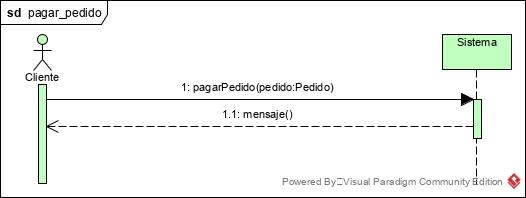 sd pagar_pedido
Sistema
Cliente
1: pagarPedido(pedido:Pedido)
1.1: mensaje()
Powered By Visual Paradigm Community Edition